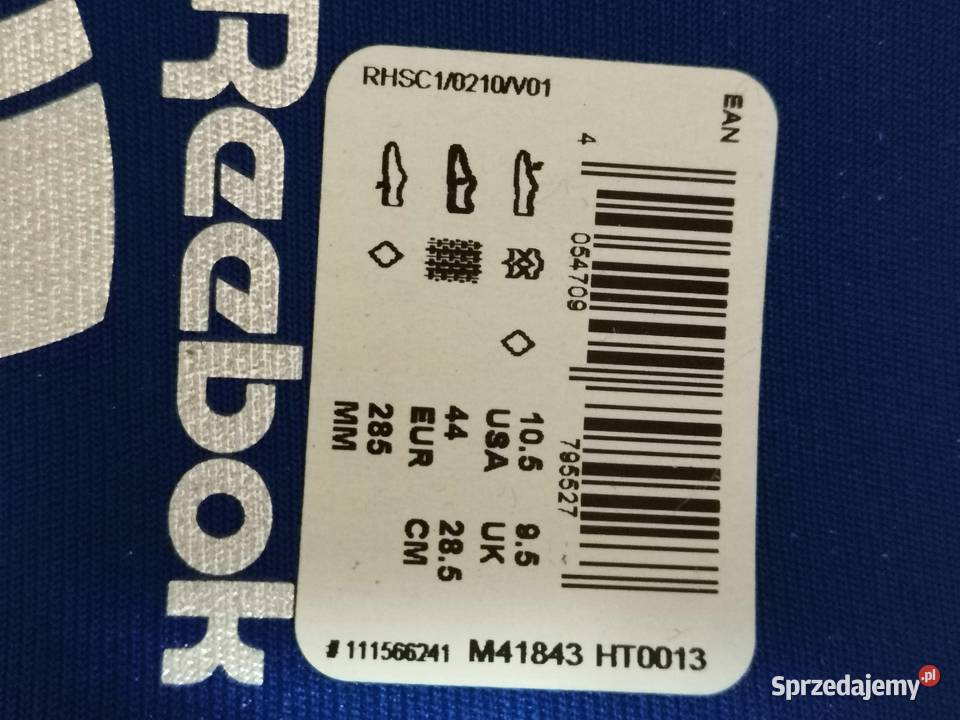 Reebok
RHSC1/0210/V01
EAN
4 054709 795527
10.5 9.5
USA UK
44 28.5
EUR CM
285
MM
# 111566241 M41843 HT0013
Sprzedajemy.pl